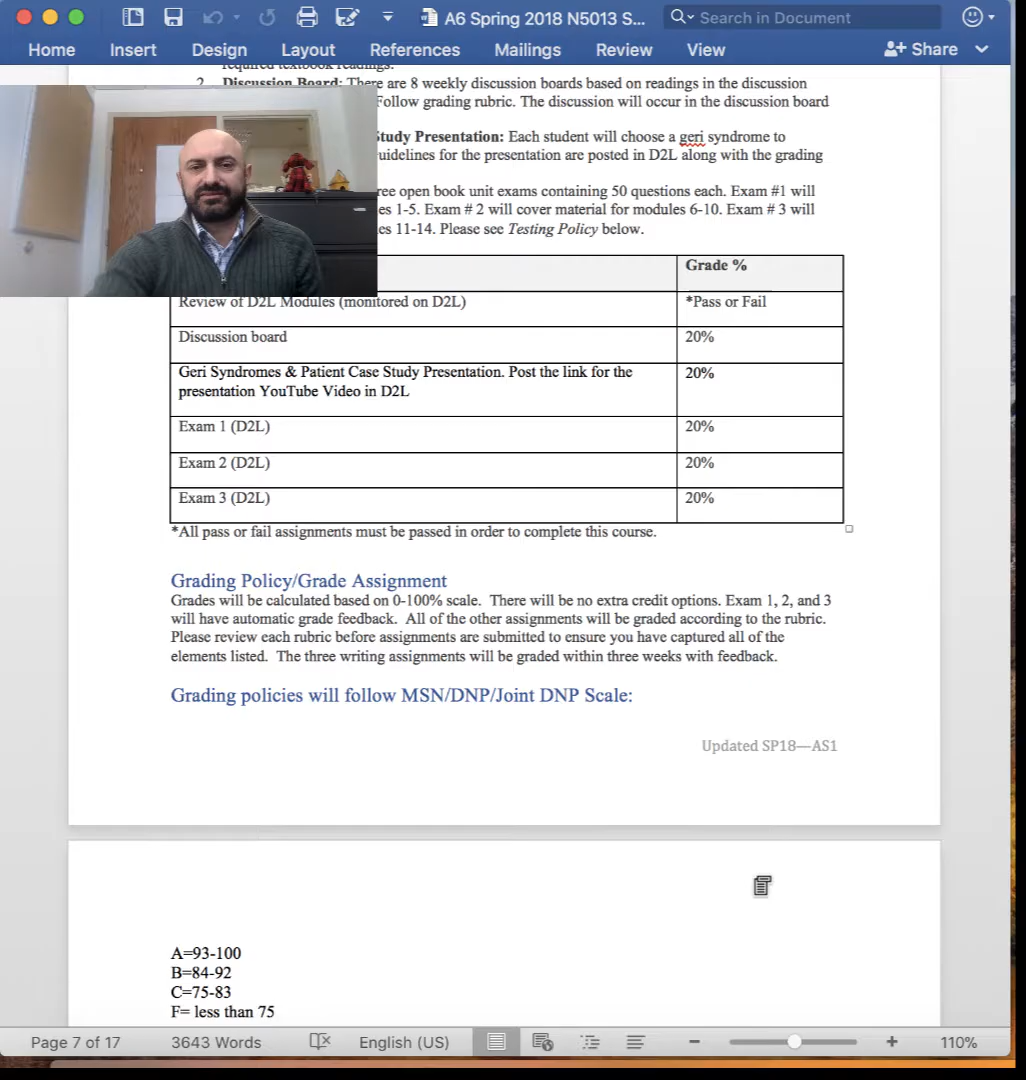 A6 Spring 2018 N5013 S...
Search in Document
Home Insert Design Layout References Mailings Review View Share
required textbook readings.
2. Discussion Board: There are 8 weekly discussion boards based on readings in the discussion
Follow grading rubric. The discussion will occur in the discussion board
Study Presentation: Each student will choose a geri syndrome to
uidelines for the presentation are posted in D2L along with the grading
ree open book unit exams containing 50 questions each. Exam #1 will
es 1-5. Exam # 2 will cover material for modules 6-10. Exam # 3 will
es 11-14. Please see Testing Policy below.
Grade %
Review of D2L Modules (monitored on D2L) *Pass or Fail
Discussion board 20%
Geri Syndromes & Patient Case Study Presentation. Post the link for the 20%
presentation YouTube Video in D2L
Exam 1 (D2L) 20%
Exam 2 (D2L) 20%
Exam 3 (D2L) 20%
*All pass or fail assignments must be passed in order to complete this course.
Grading Policy/Grade Assignment
Grades will be calculated based on 0-100% scale. There will be no extra credit options. Exam 1, 2, and 3
will have automatic grade feedback. All of the other assignments will be graded according to the rubric.
Please review each rubric before assignments are submitted to ensure you have captured all of the
elements listed. The three writing assignments will be graded within three weeks with feedback.
Grading policies will follow MSN/DNP/Joint DNP Scale:
Updated SP18—AS1
A=93-100
B=84-92
C=75-83
F= less than 75
Page 7 of 17 3643 Words English (US) 110%